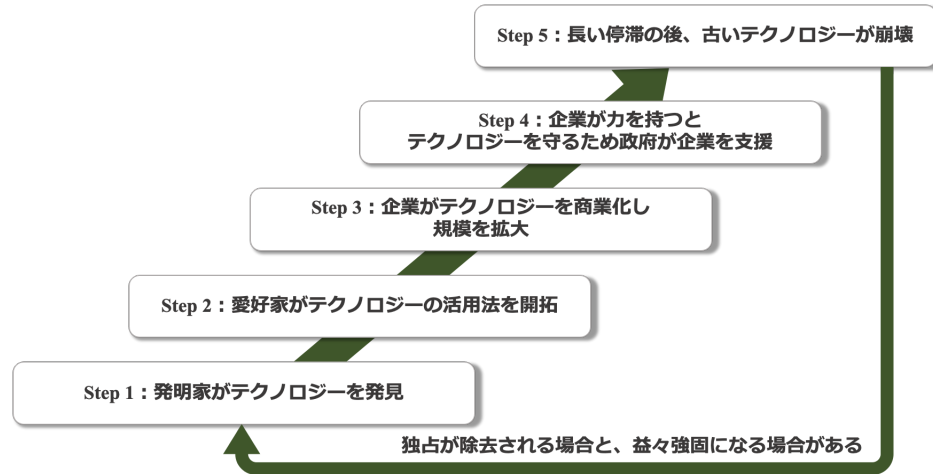 Step 5：長い停滞の後、古いテクノロジーが崩壊
Step 4：企業が力を持つと
テクノロジーを守るため政府が企業を支援
Step 3：企業がテクノロジーを商業化し
規模を拡大
Step 2：愛好家がテクノロジーの活用法を開拓
Step 1：発明家がテクノロジーを発見
独占が除去される場合と、益々強固になる場合がある